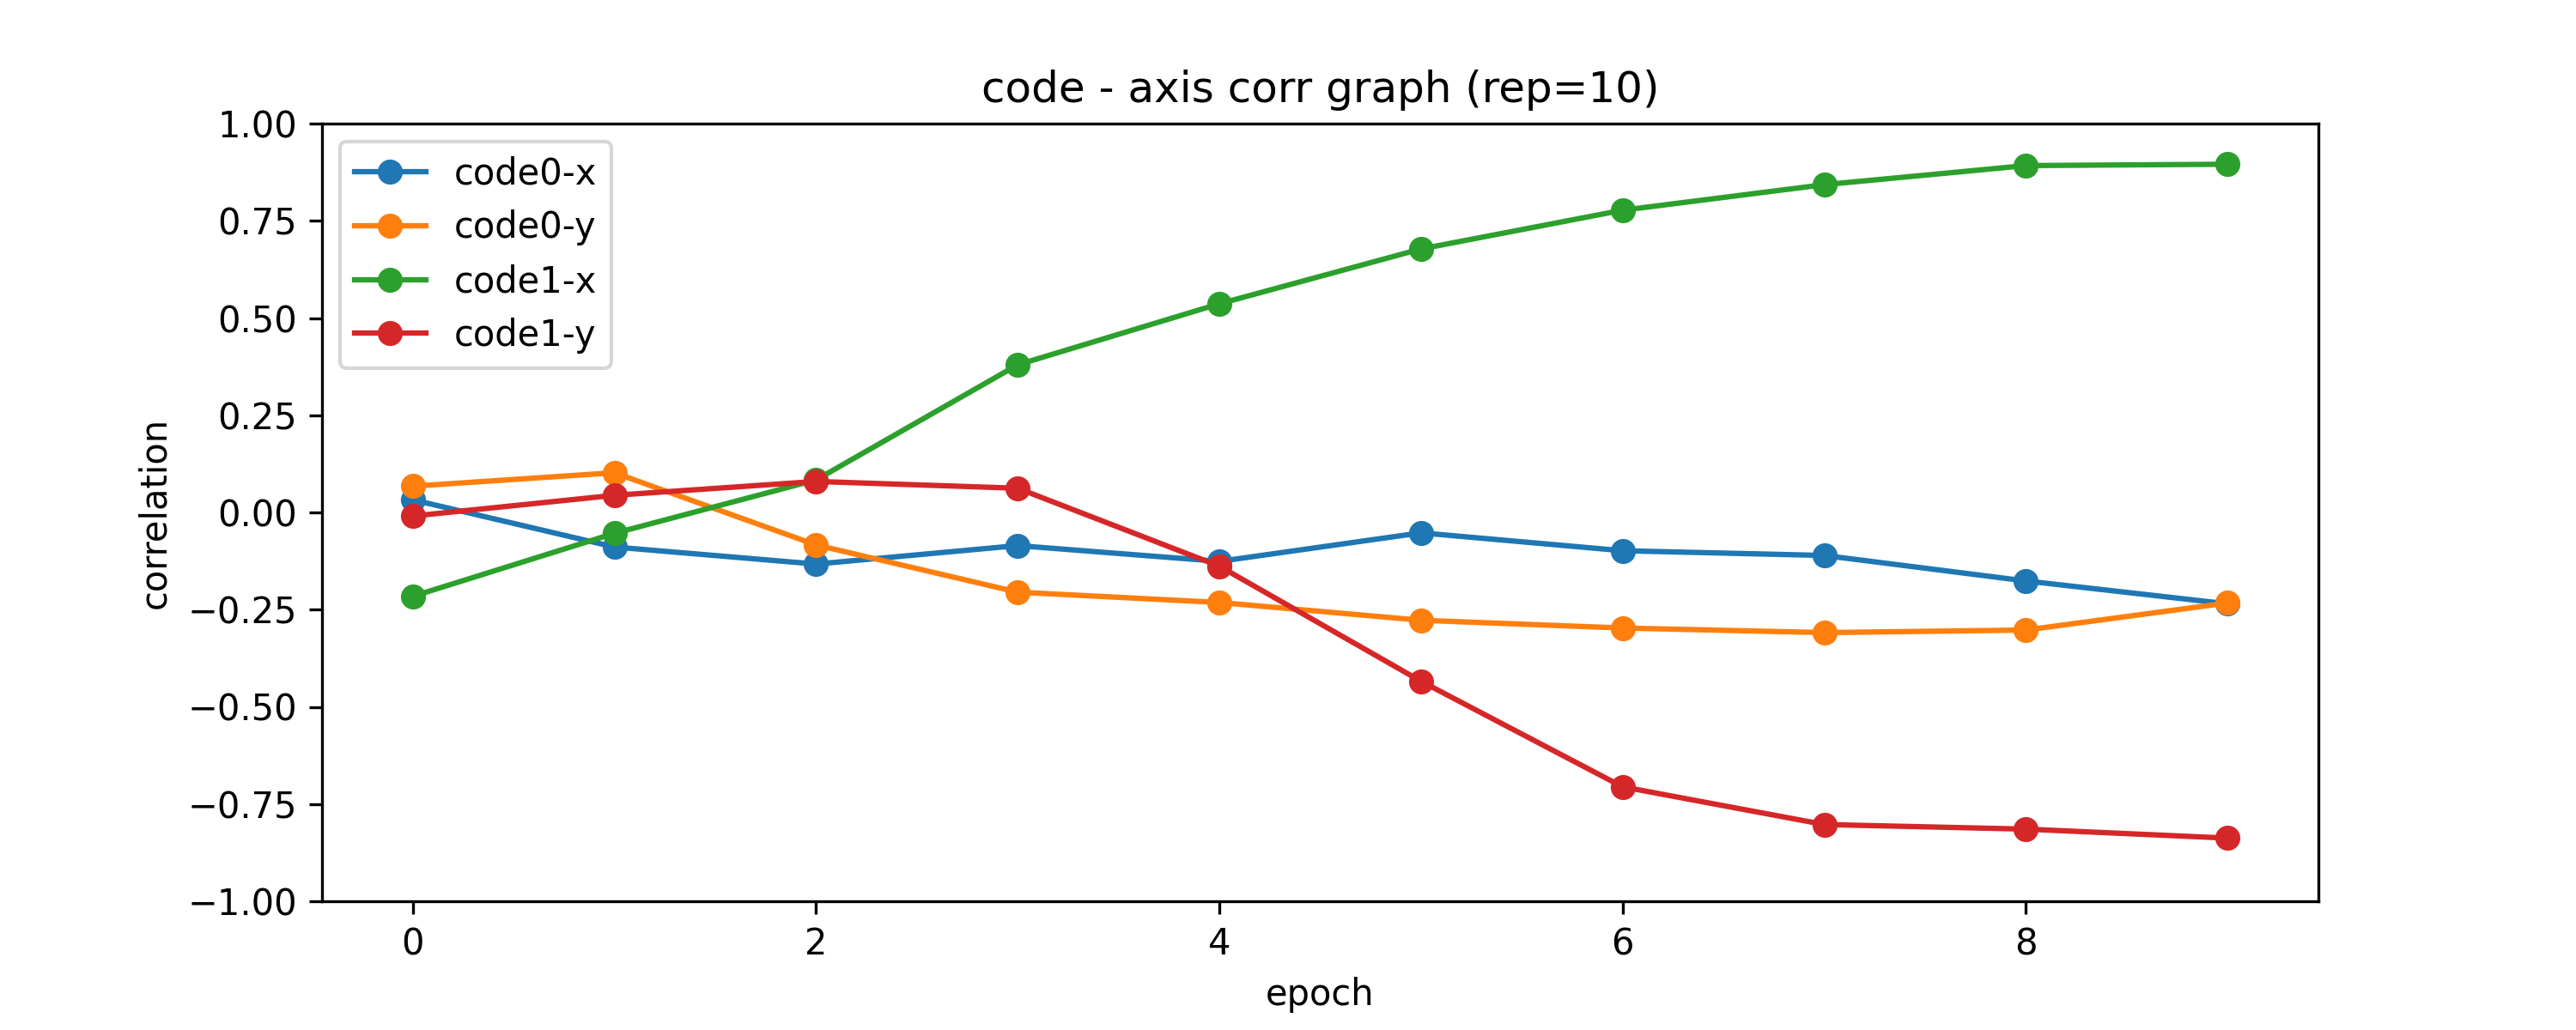 code - axis corr graph (rep=10)
1.00
0.75
0.50
0.25
0.00
−0.25
−0.50
−0.75
−1.00
correlation
code0-x
code0-y
code1-x
code1-y
0 2 4 6 8
epoch